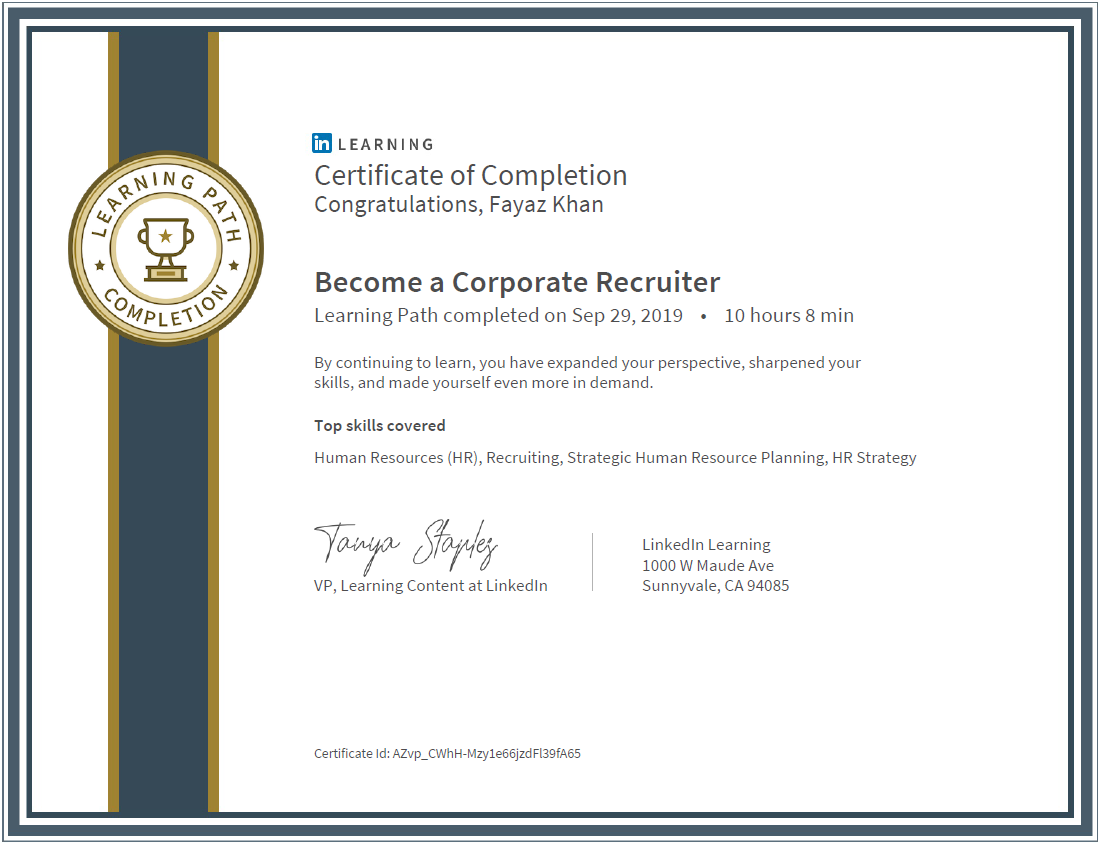 LEARNING PATH
COMPLETION
in LEARNING
Certificate of Completion
Congratulations, Fayaz Khan
Become a Corporate Recruiter
Learning Path completed on Sep 29, 2019 • 10 hours 8 min
By continuing to learn, you have expanded your perspective, sharpened your
skills, and made yourself even more in demand.
Top skills covered
Human Resources (HR), Recruiting, Strategic Human Resource Planning, HR Strategy
Tanya Staples
VP, Learning Content at LinkedIn
LinkedIn Learning
1000 W Maude Ave
Sunnyvale, CA 94085
Certificate Id: AZvp_CWhH-Mzy1e66jzdFl39fA65